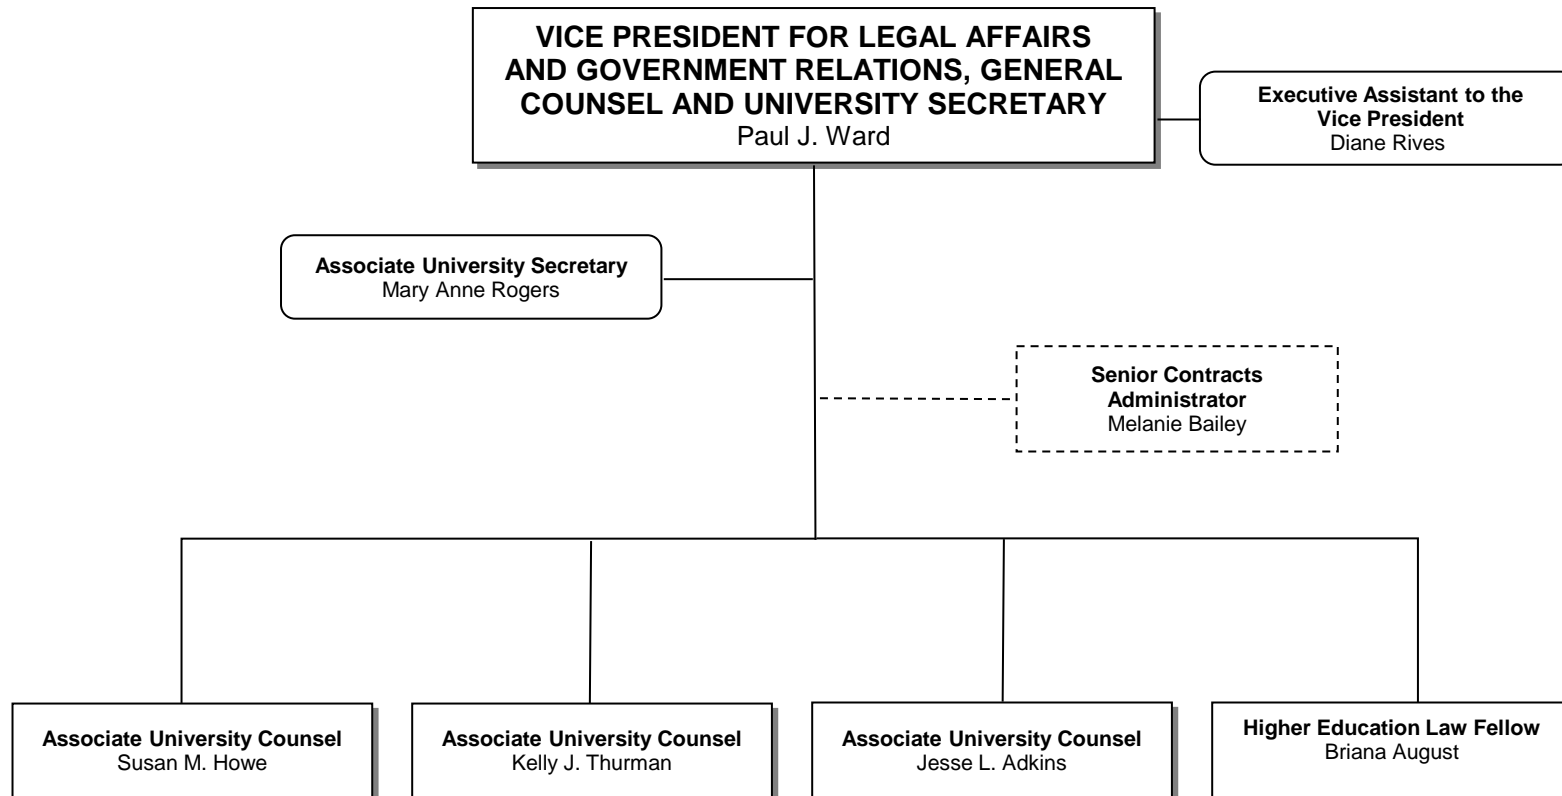 VICE PRESIDENT FOR LEGAL AFFAIRS
AND GOVERNMENT RELATIONS, GENERAL
COUNSEL AND UNIVERSITY SECRETARY
Paul J. Ward
Executive Assistant to the
Vice President
Diane Rives
Associate University Secretary
Mary Anne Rogers
Senior Contracts
Administrator
Melanie Bailey
Associate University Counsel
Susan M. Howe
Associate University Counsel
Kelly J. Thurman
Associate University Counsel
Jesse L. Adkins
Higher Education Law Fellow
Briana August